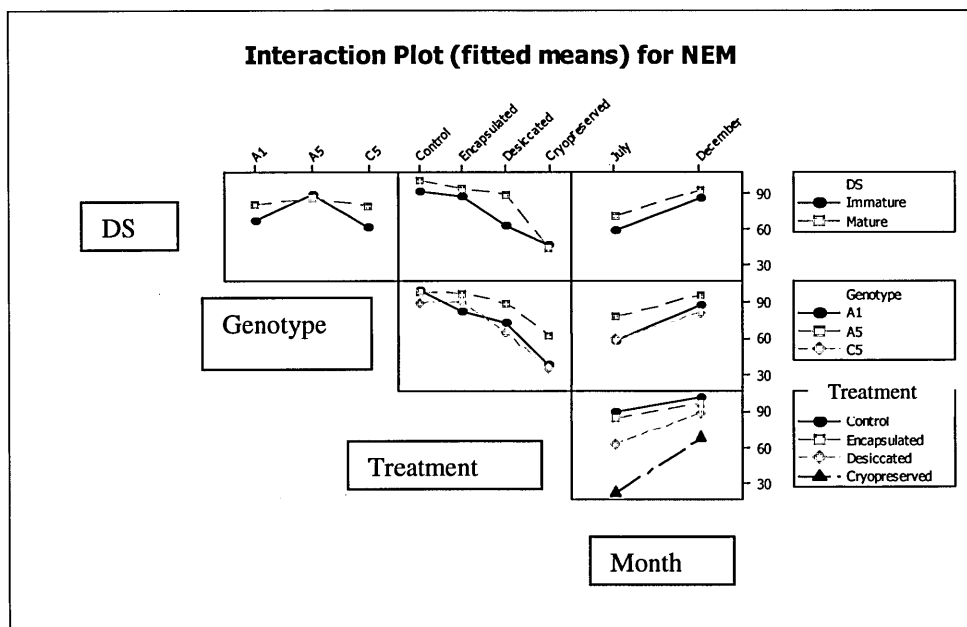 Interaction Plot (fitted means) for NEM
A1
A5
C5
Control
Encapsulated
Desiccated
Cryopreserved
July
December
DS
90
60
30
DS
Immature
Mature
Genotype
90
60
30
Genotype
A1
A5
C5
Treatment
90
60
30
Treatment
Control
Encapsulated
Desiccated
Cryopreserved
Month